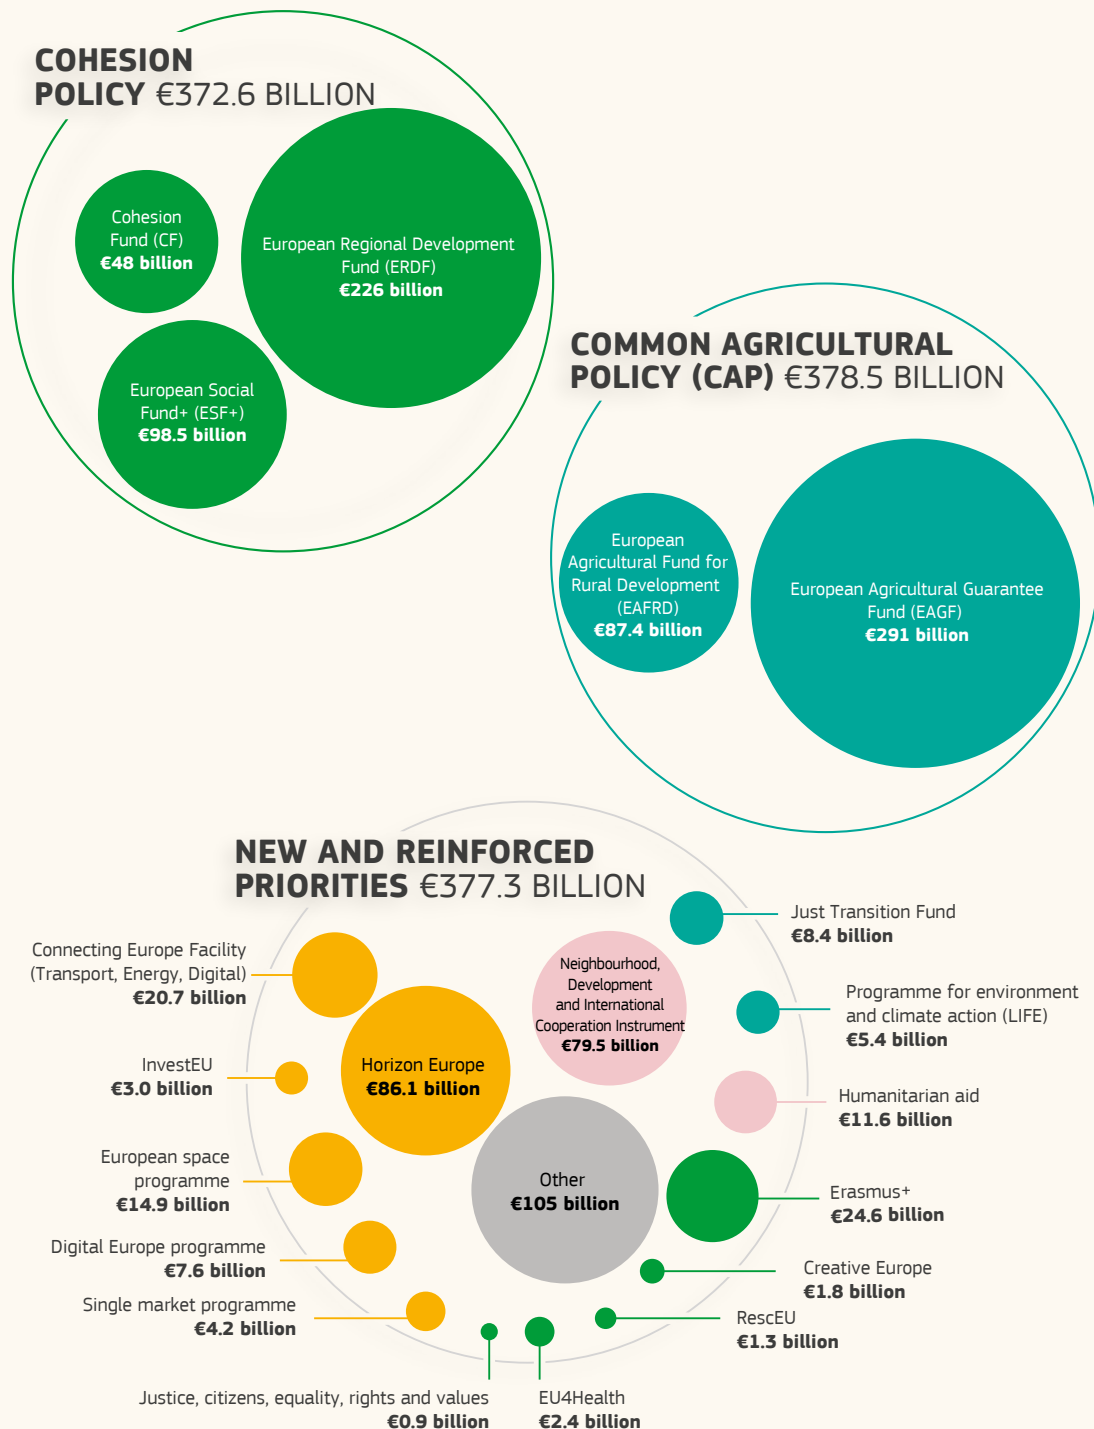 COHESION
POLICY €372.6 BILLION
Cohesion
Fund (CF)
€48 billion
European Regional Development
Fund (ERDF)
€226 billion
European Social
Fund+ (ESF+)
€98.5 billion
COMMON AGRICULTURAL
POLICY (CAP) €378.5 BILLION
European
Agricultural Fund for
Rural Development
(EAFRD)
€87.4 billion
European Agricultural Guarantee
Fund (EAGF)
€291 billion
NEW AND REINFORCED
PRIORITIES €377.3 BILLION
Connecting Europe Facility
(Transport, Energy, Digital)
€20.7 billion
InvestEU
€3.0 billion
European space
programme
€14.9 billion
Digital Europe programme
€7.6 billion
Single market programme
€4.2 billion
Justice, citizens, equality, rights and values
€0.9 billion
Horizon Europe
€86.1 billion
Neighbourhood,
Development
and International
Cooperation Instrument
€79.5 billion
Other
€105 billion
Just Transition Fund
€8.4 billion
Programme for environment
and climate action (LIFE)
€5.4 billion
Humanitarian aid
€11.6 billion
Erasmus+
€24.6 billion
Creative Europe
€1.8 billion
RescEU
€1.3 billion
EU4Health
€2.4 billion